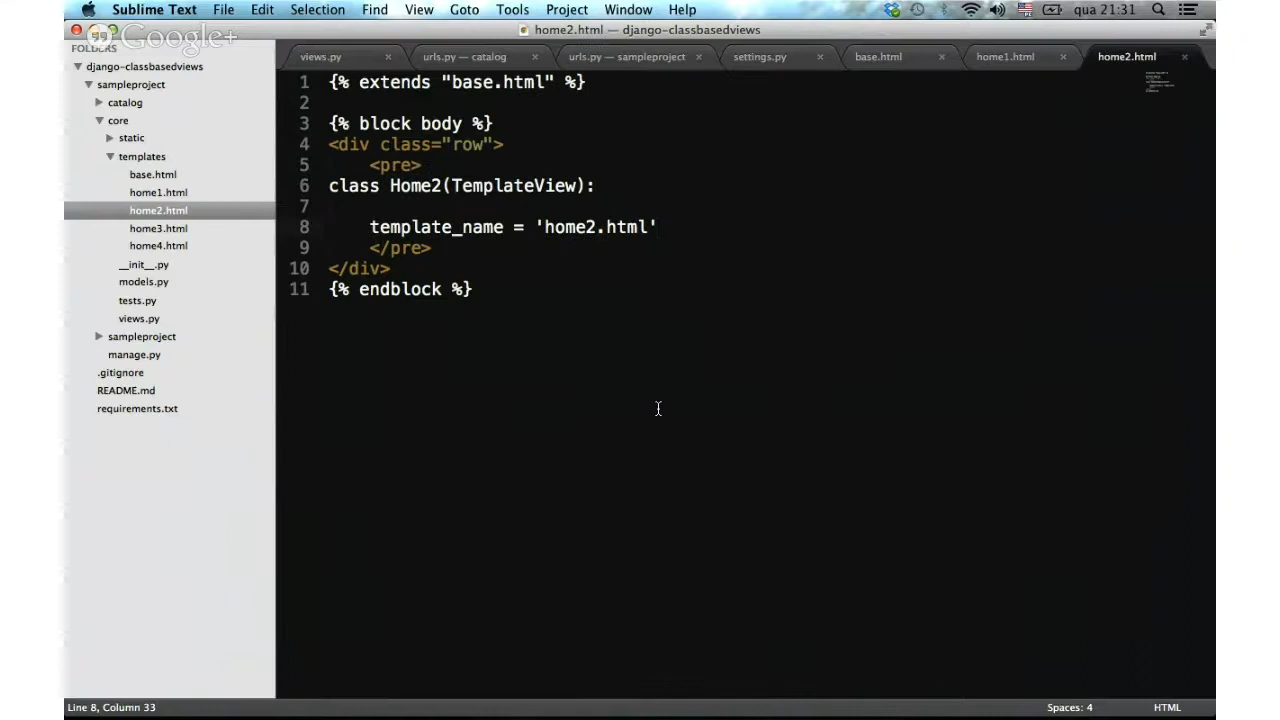 Sublime Text File Edit Selection Find View Goto Tools Project Window Help qua 21:31
Google+
home2.html — django-classbasedviews
FOLDERS
django-classbasedviews
sampleproject
catalog
core
static
templates
base.html
home1.html
home2.html
home3.html
home4.html
__init__.py
models.py
tests.py
views.py
sampleproject
manage.py
.gitignore
README.md
requirements.txt
views.py urls.py — catalog urls.py — sampleproject settings.py base.html home1.html home2.html
1 {% extends "base.html" %}
2
3 {% block body %}
4 <div class="row">
5 <pre>
6 class Home2(TemplateView):
7
8 template_name = 'home2.html'
9 </pre>
10 </div>
11 {% endblock %}
Line 8, Column 33 Spaces: 4 HTML